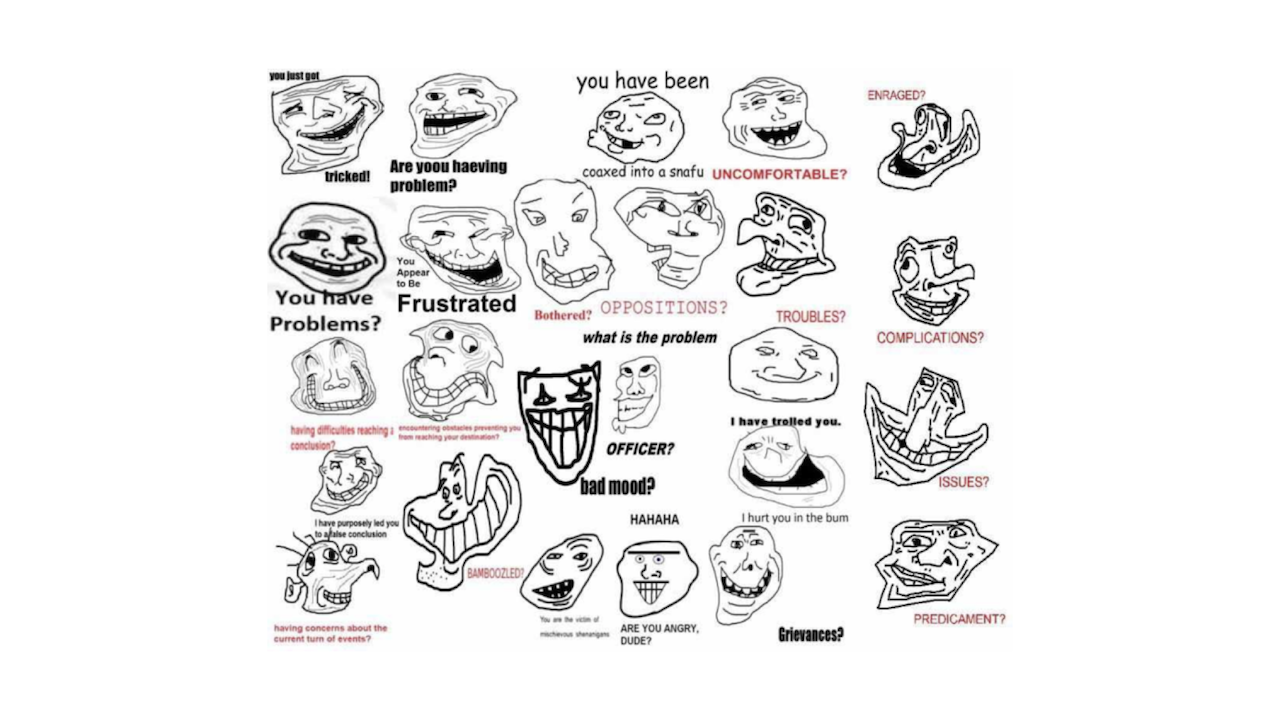 you just got
tricked!
Are yoou haeving
problem?
you have been
coaxed into a snafu
UNCOMFORTABLE?
ENRAGED?
You have
Problems?
You
Appear
to Be
Frustrated
Bothered?
OPPOSITIONS?
TROUBLES?
COMPLICATIONS?
having difficulties reaching a
conclusion?
encountering obstacles preventing you
from reaching your destination?
what is the problem
OFFICER?
bad mood?
I have trolled you.
I hurt you in the bum
ISSUES?
I have purposely led you
to a false conclusion
BAMBOOZLED?
HAHAHA
ARE YOU ANGRY,
DUDE?
having concerns about the
current turn of events?
You are the victim of
mischievous shenanigans
Grievances?
PREDICAMENT?